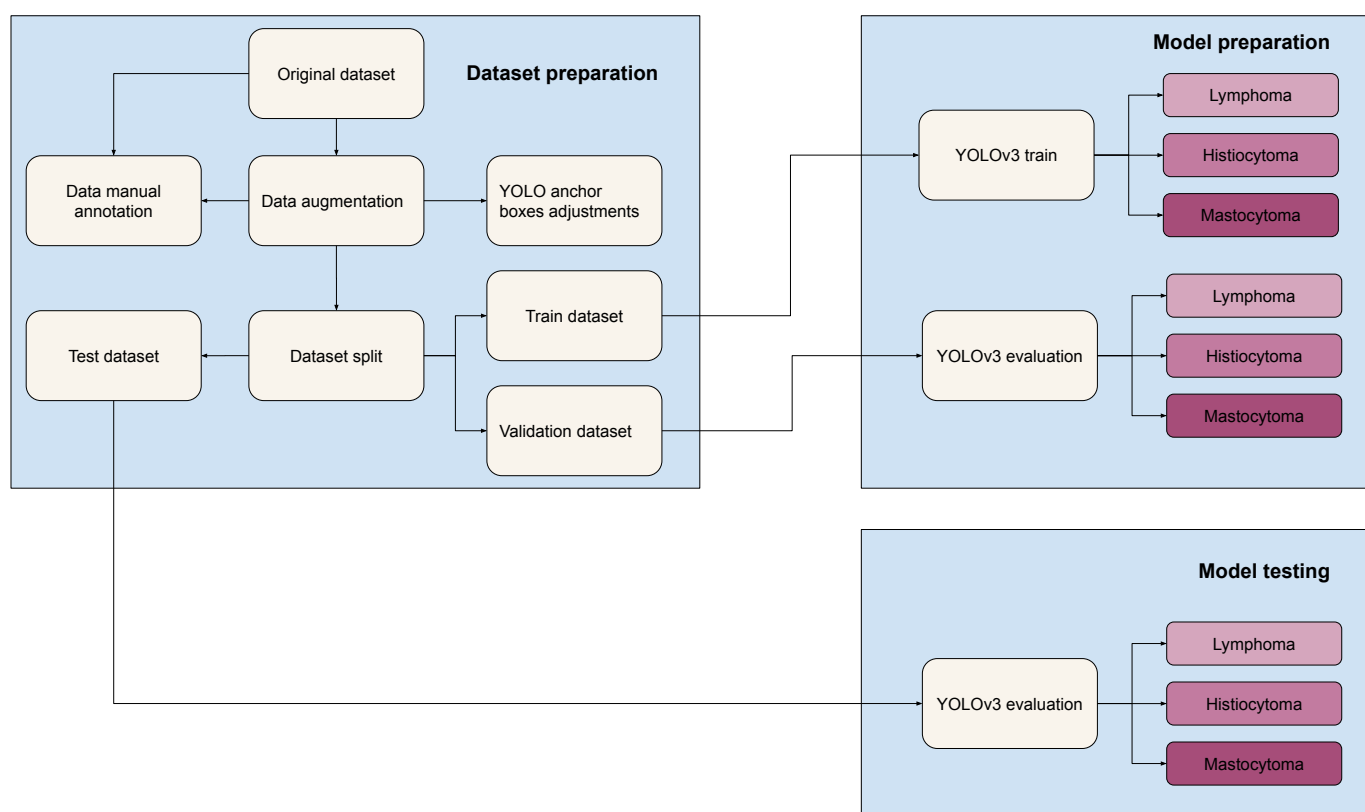 Dataset preparation
Original dataset
Data manual
annotation
Data augmentation
YOLO anchor
boxes adjustments
Test dataset
Dataset split
Train dataset
Validation dataset
Model preparation
YOLOv3 train
Lymphoma
Histiocytoma
Mastocytoma
YOLOv3 evaluation
Lymphoma
Histiocytoma
Mastocytoma
Model testing
YOLOv3 evaluation
Lymphoma
Histiocytoma
Mastocytoma